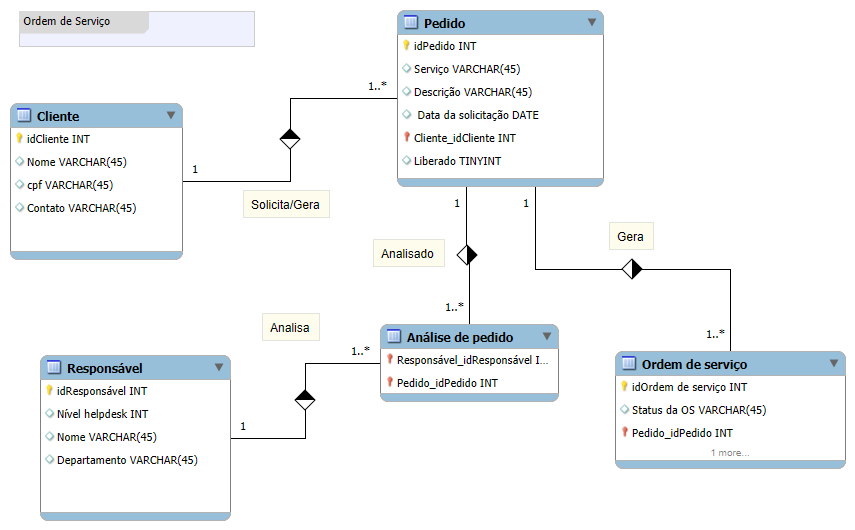 Ordem de Serviço
Pedido
idPedido INT
Serviço VARCHAR(45)
Descrição VARCHAR(45)
Data da solicitação DATE
Cliente_idCliente INT
Liberado TINYINT
1..*
Cliente
idCliente INT
Nome VARCHAR(45)
cpf VARCHAR(45)
Contato VARCHAR(45)
1
Solicita/Gera
1
1
Analisado
Gera
1..*
1..*
Analisa
1..*
Análise de pedido
Responsável_idResponsável I...
Pedido_idPedido INT
Responsável
idResponsável INT
Nível helpdesk INT
Nome VARCHAR(45)
Departamento VARCHAR(45)
1
Ordem de serviço
idOrdem de serviço INT
Status da OS VARCHAR(45)
Pedido_idPedido INT
1 more...